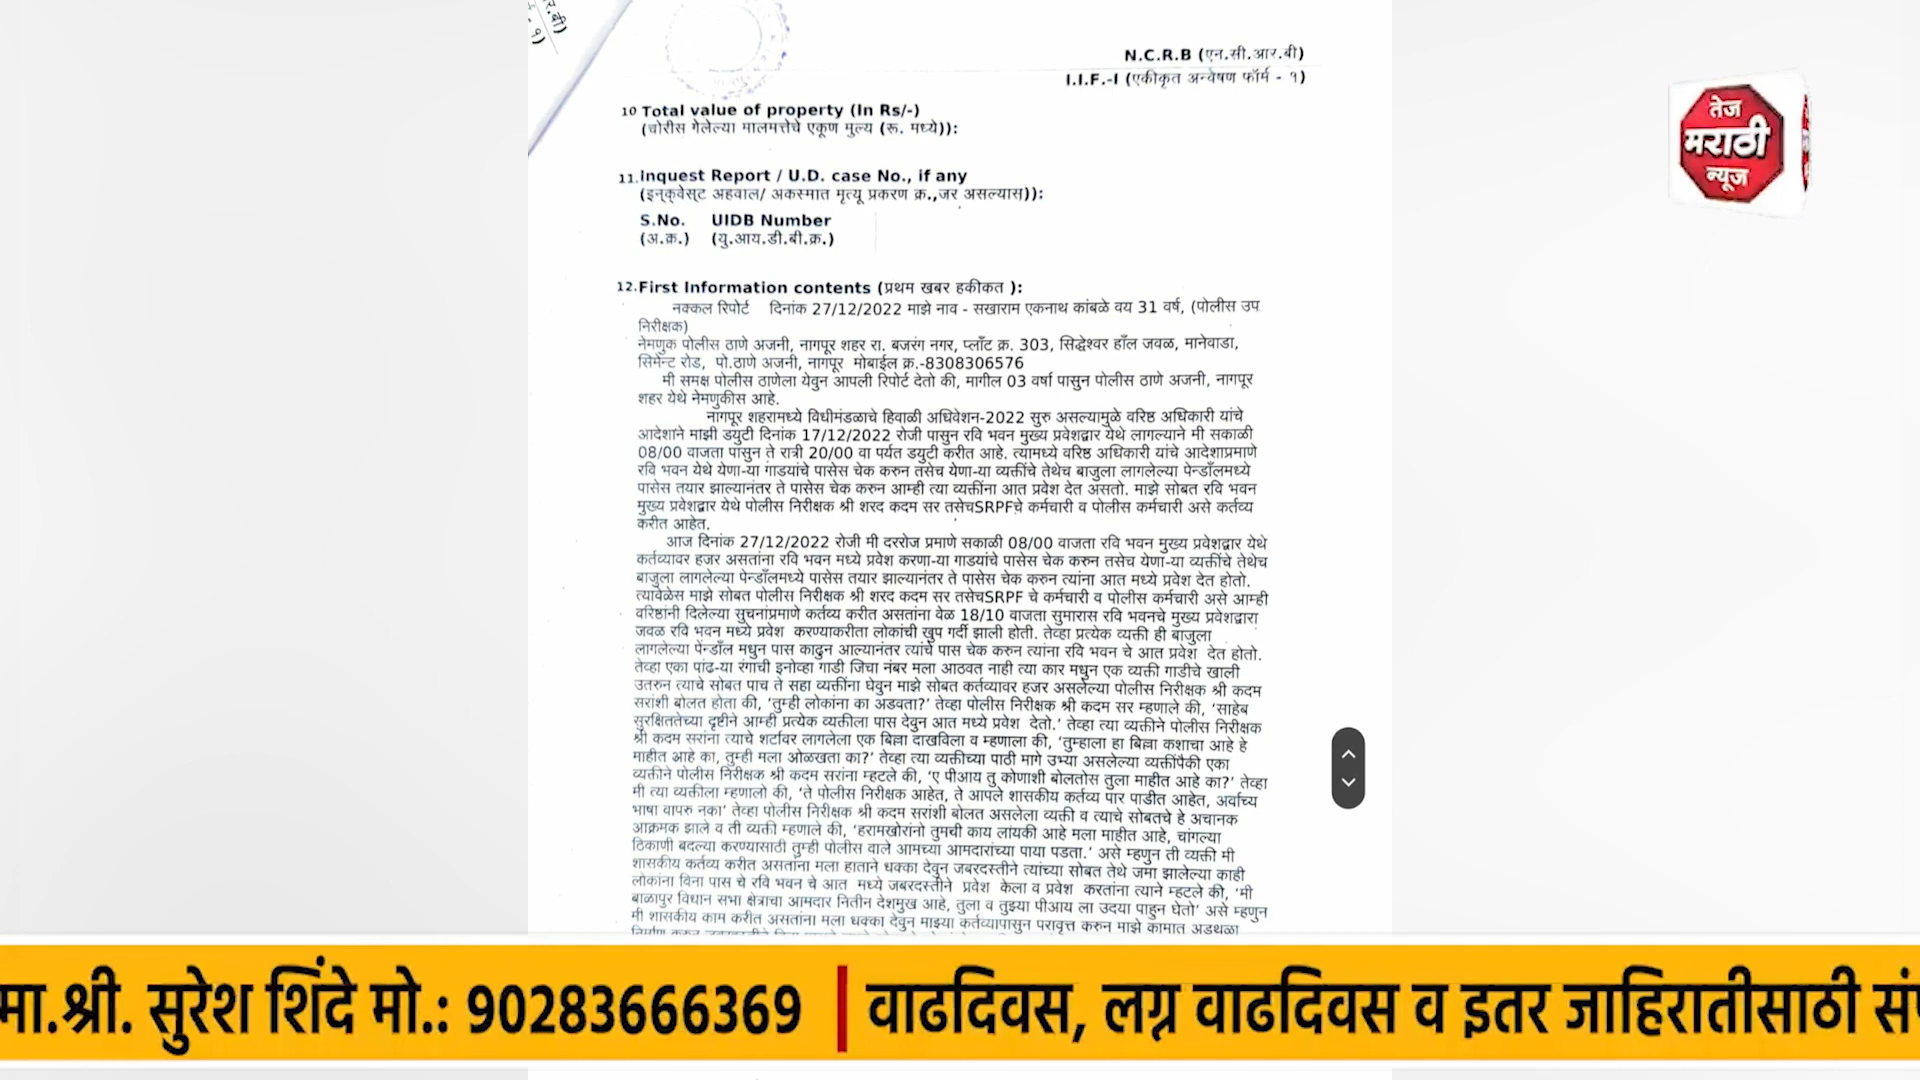 N.C.R.B (एन.सी.आर.बी)
I.I.F.-I (एकीकृत अन्वेषण फॉर्म - १)
10 Total value of property (In Rs/-)
(चोरीस गेलेल्या मालमत्तेचे एकूण मुल्य (रू. मध्ये)):
11. Inquest Report / U.D. case No., if any
(इन्क्वेस्ट अहवाल/ अकस्मात मृत्यू प्रकरण क्र.,जर असल्यास)):
S.No. UIDB Number
(अ.क्र.) (यु.आय.डी.बी.क्र.)
12. First Information contents (प्रथम खबर हकीकत ):
नक्कल रिपोर्ट दिनांक 27/12/2022 माझे नाव - सखाराम एकनाथ कांबळे वय 31 वर्ष, (पोलीस उप
निरीक्षक)
नेमणुक पोलीस ठाणे अजनी, नागपूर शहर रा. बजरंग नगर, प्लॉट क्र. 303, सिद्धेश्वर हॉल जवळ, मानेवाडा,
सिमेन्ट रोड, पो.ठाणे अजनी, नागपूर मोबाईल क्र.-8308306576
मी समक्ष पोलीस ठाणेला येवुन आपली रिपोर्ट देतो की, मागील 03 वर्षा पासुन पोलीस ठाणे अजनी, नागपूर
शहर येथे नेमणुकीस आहे.
नागपूर शहरामध्ये विधीमंडळाचे हिवाळी अधिवेशन-2022 सुरु असल्यामुळे वरिष्ठ अधिकारी यांचे
आदेशाने माझी डयुटी दिनांक 17/12/2022 रोजी पासुन रवि भवन मुख्य प्रवेशद्वार येथे लागल्याने मी सकाळी
08/00 वाजता पासुन ते रात्री 20/00 वा पर्यत डयुटी करीत आहे. त्यामध्ये वरिष्ठ अधिकारी यांचे आदेशाप्रमाणे
रवि भवन येथे येणा-या गाडयांचे पासेस चेक करुन तसेच येणा-या व्यक्तींचे तेथेच बाजुला लागलेल्या पेन्डॉलमध्ये
पासेस तयार झाल्यानंतर ते पासेस चेक करुन आम्ही त्या व्यक्तींना आत प्रवेश देत असतो. माझे सोबत रवि भवन
मुख्य प्रवेशद्वार येथे पोलीस निरीक्षक श्री शरद कदम सर तसेचSRPFचे कर्मचारी व पोलीस कर्मचारी असे कर्तव्य
करीत आहेत.
आज दिनांक 27/12/2022 रोजी मी दररोज प्रमाणे सकाळी 08/00 वाजता रवि भवन मुख्य प्रवेशद्वार येथे
कर्तव्यावर हजर असतांना रवि भवन मध्ये प्रवेश करणा-या गाडयांचे पासेस चेक करुन तसेच येणा-या व्यक्तींचे तेथेच
बाजुला लागलेल्या पेन्डॉलमध्ये पासेस तयार झाल्यानंतर ते पासेस चेक करुन त्यांना आत मध्ये प्रवेश देत होतो.
त्यावेळेस माझे सोबत पोलीस निरीक्षक श्री शरद कदम सर तसेचSRPF चे कर्मचारी व पोलीस कर्मचारी असे आम्ही
वरिष्ठांनी दिलेल्या सुचनांप्रमाणे कर्तव्य करीत असतांना वेळ 18/10 वाजता सुमारास रवि भवनचे मुख्य प्रवेशद्वारा
जवळ रवि भवन मध्ये प्रवेश करण्याकरीता लोकांची खुप गर्दी झाली होती. तेव्हा प्रत्येक व्यक्ती ही बाजुला
लागलेल्या पेन्डॉल मधुन पास काढुन आल्यानंतर त्यांचे पास चेक करुन त्यांना रवि भवन चे आत प्रवेश देत होतो.
तेव्हा एका पांढ-या रंगाची इनोव्हा गाडी जिचा नंबर मला आठवत नाही त्या कार मधुन एक व्यक्ती गाडीचे खाली
उतरुन त्याचे सोबत पाच ते सहा व्यक्तींना घेवुन माझे सोबत कर्तव्यावर हजर असलेल्या पोलीस निरीक्षक श्री कदम
सरांशी बोलत होता की, 'तुम्ही लोकांना का अडवता?' तेव्हा पोलीस निरीक्षक श्री कदम सर म्हणाले की, 'साहेब
सुरक्षिततेच्या दृष्टीने आम्ही प्रत्येक व्यक्तीला पास देवुन आत मध्ये प्रवेश देतो.' तेव्हा त्या व्यक्तीने पोलीस निरीक्षक
श्री कदम सरांना त्याचे शर्टावर लागलेला एक बिल्ला दाखविला व म्हणाला की, 'तुम्हाला हा बिल्ला कशाचा आहे हे
माहीत आहे का, तुम्ही मला ओळखता का?' तेव्हा त्या व्यक्तीच्या पाठी मागे उभ्या असलेल्या व्यक्तींपैकी एका
व्यक्तीने पोलीस निरीक्षक श्री कदम सरांना म्हटले की, 'ए पीआय तु कोणाशी बोलतोस तुला माहीत आहे का?' तेव्हा
मी त्या व्यक्तीला म्हणालो की, 'ते पोलीस निरीक्षक आहेत, ते आपले शासकीय कर्तव्य पार पाडीत आहेत, अर्वाच्य
भाषा वापरु नका' तेव्हा पोलीस निरीक्षक श्री कदम सरांशी बोलत असलेला व्यक्ती व त्याचे सोबतचे हे अचानक
आक्रमक झाले व ती व्यक्ती म्हणाले की, 'हरामखोरांनो तुमची काय लायकी आहे मला माहीत आहे, चांगल्या
ठिकाणी बदल्या करण्यासाठी तुम्ही पोलीस वाले आमच्या आमदारांच्या पाया पडता.' असे म्हणुन ती व्यक्ती मी
शासकीय कर्तव्य करीत असतांना मला हाताने धक्का देवुन जबरदस्तीने त्यांच्या सोबत तेथे जमा झालेल्या काही
लोकांना विना पास चे रवि भवन चे आत मध्ये जबरदस्तीने प्रवेश केला व प्रवेश करतांना त्याने म्हटले की, 'मी
बाळापुर विधान सभा क्षेत्राचा आमदार नितीन देशमुख आहे, तुला व तुझ्या पीआय ला उदया पाहुन घेतो' असे म्हणुन
मी शासकीय काम करीत असतांना मला धक्का देवुन माझ्या कर्तव्यापासुन परावृत्त करुन माझे कामात अडथळा
तेज
मराठी
न्यूज
मा.श्री. सुरेश शिंदे मो.: 90283666369 | वाढदिवस, लग्न वाढदिवस व इतर जाहिरातीसाठी